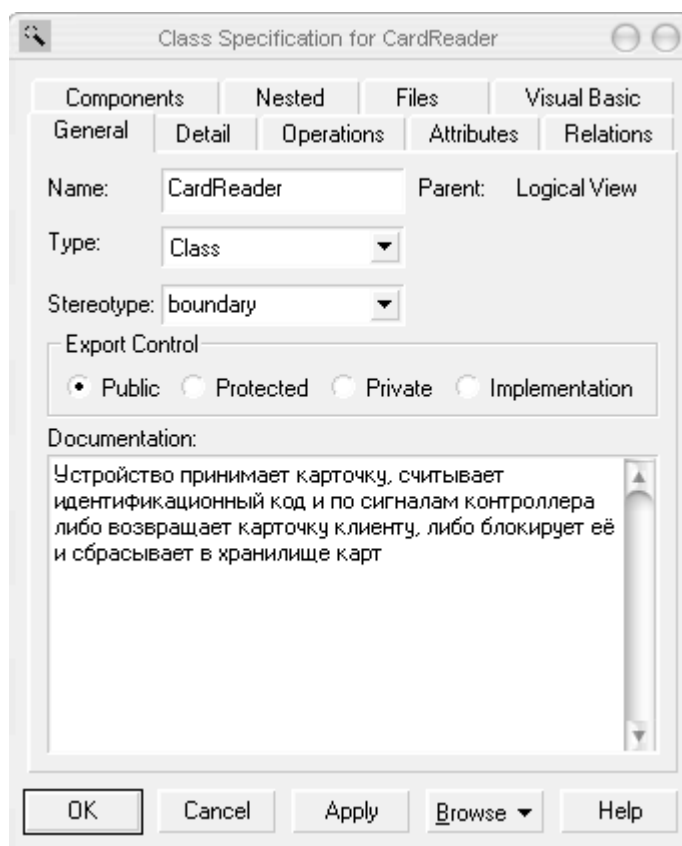 Class Specification for CardReader
Components Nested Files Visual Basic
General Detail Operations Attributes Relations
Name: CardReader Parent: Logical View
Type: Class
Stereotype: boundary
Export Control
Public Protected Private Implementation
Documentation:
Устройство принимает карточку, считывает
идентификационный код и по сигналам контроллера
либо возвращает карточку клиенту, либо блокирует её
и сбрасывает в хранилище карт
OK Cancel Apply Browse Help